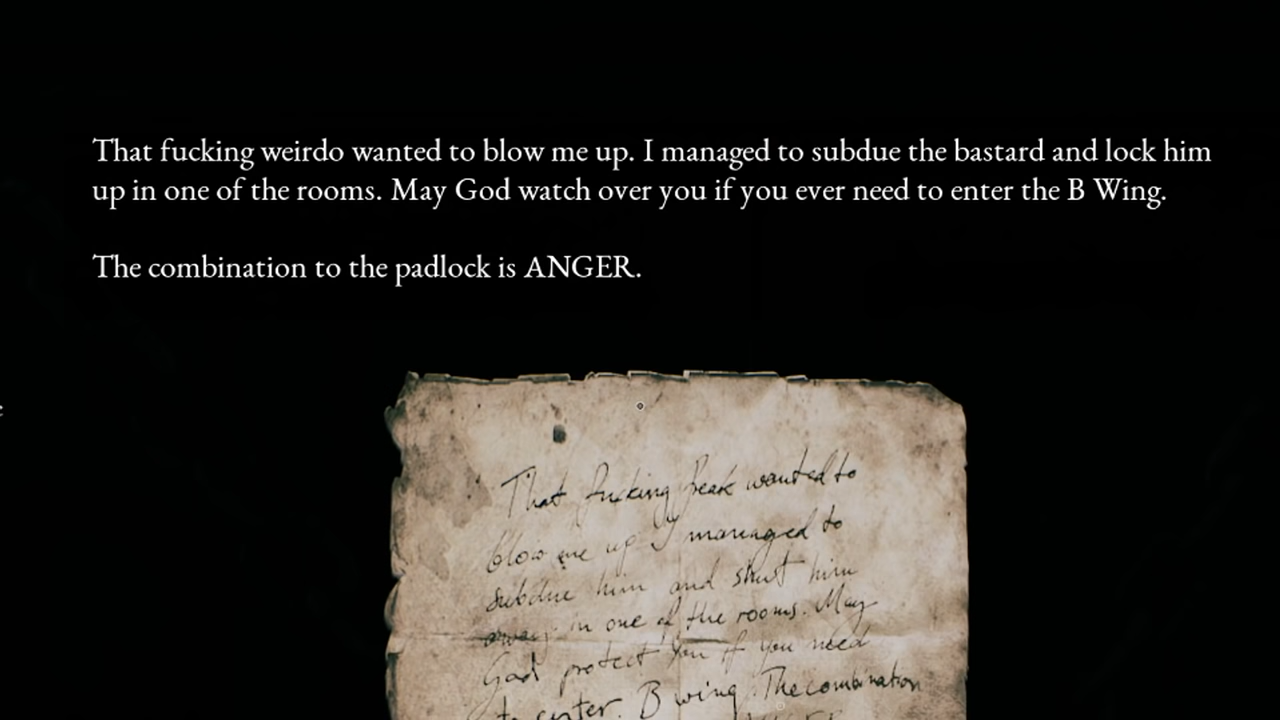 That fucking weirdo wanted to blow me up. I managed to subdue the bastard and lock him
up in one of the rooms. May God watch over you if you ever need to enter the B Wing.
The combination to the padlock is ANGER.
That fucking freak wanted to
blow me up I managed to
subdue him and shut him
away in one of the rooms. May
God protect you if you need
to enter. B wing. The combination